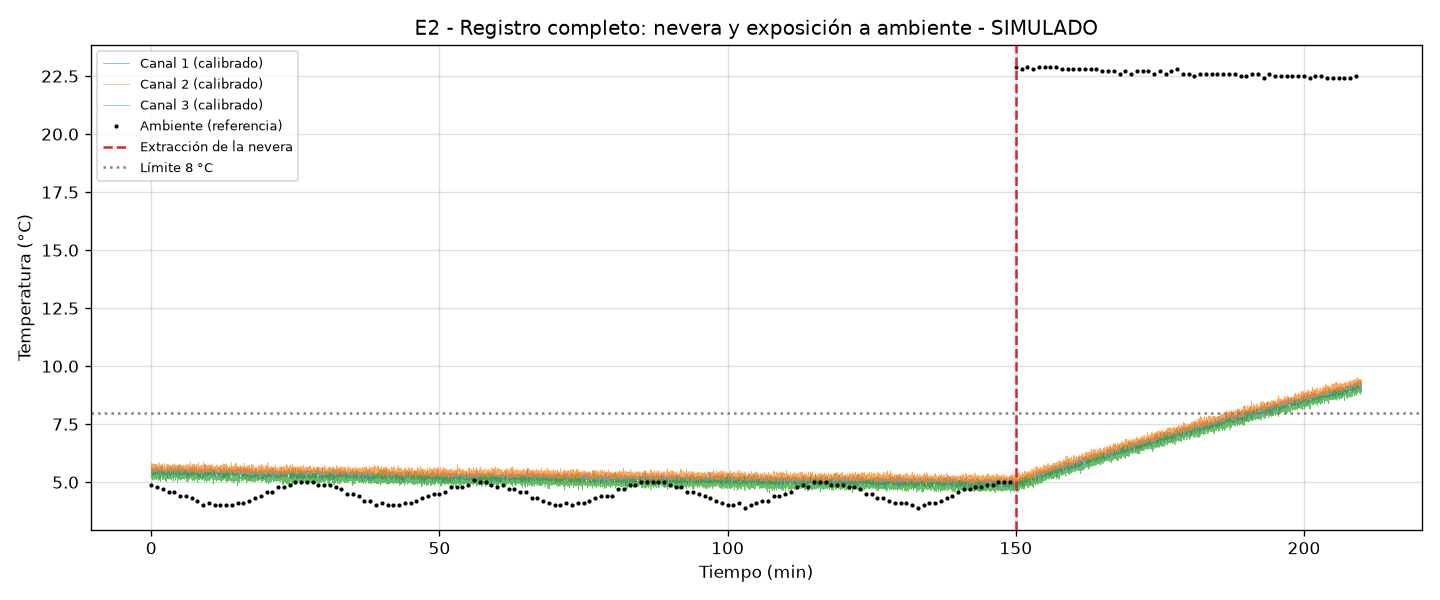 E2 - Registro completo: nevera y exposición a ambiente - SIMULADO
Canal 1 (calibrado)
Canal 2 (calibrado)
Canal 3 (calibrado)
Ambiente (referencia)
Extracción de la nevera
Límite 8 °C
Temperatura (°C)
22.5
20.0
17.5
15.0
12.5
10.0
7.5
5.0
0
50
100
150
200
Tiempo (min)